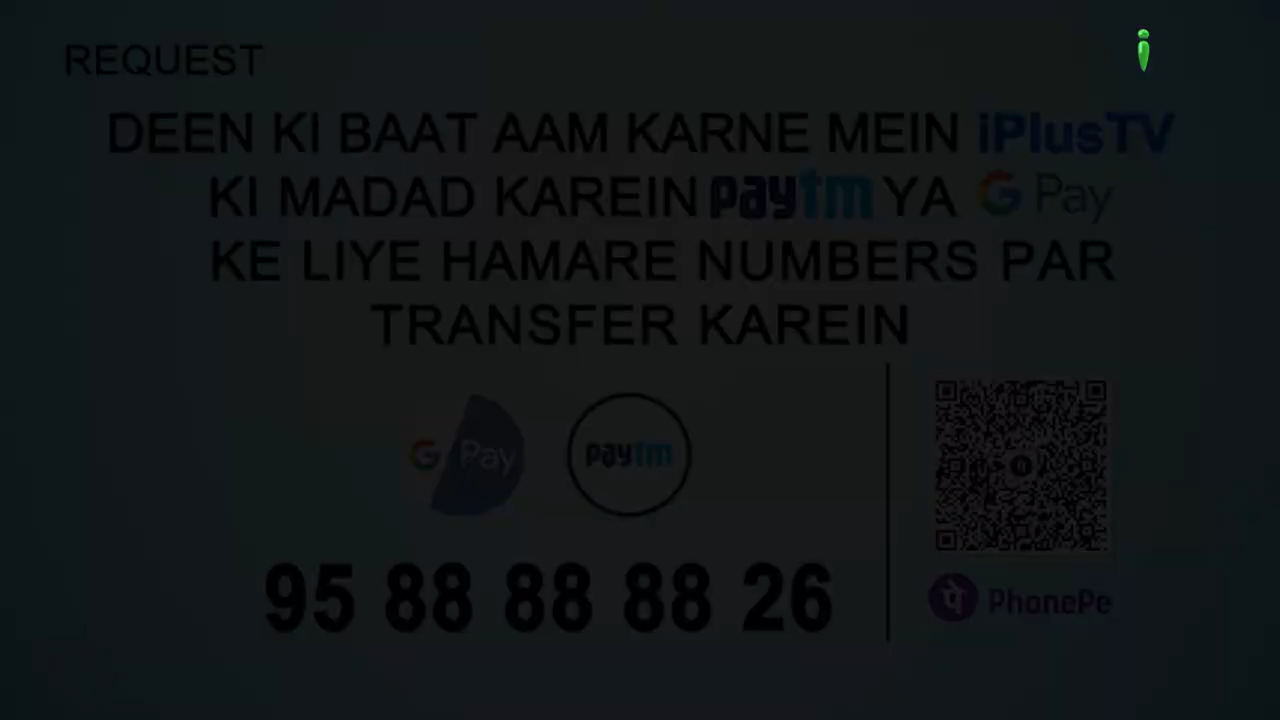 REQUEST
DEEN KI BAAT AAM KARNE MEIN iPlusTV
KI MADAD KAREIN paytm YA G Pay
KE LIYE HAMARE NUMBERS PAR
TRANSFER KAREIN
G Pay
paytm
95 88 88 88 26
पे PhonePe